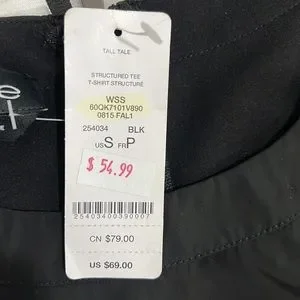 TALL TALE
STRUCTURED TEE
T-SHIRT STRUCTURÉ
WSS
60QK7101V890
0815 FAL1
254034 BLK
US S FR P
$ 54.99
25403400390007
CN $79.00
US $69.00